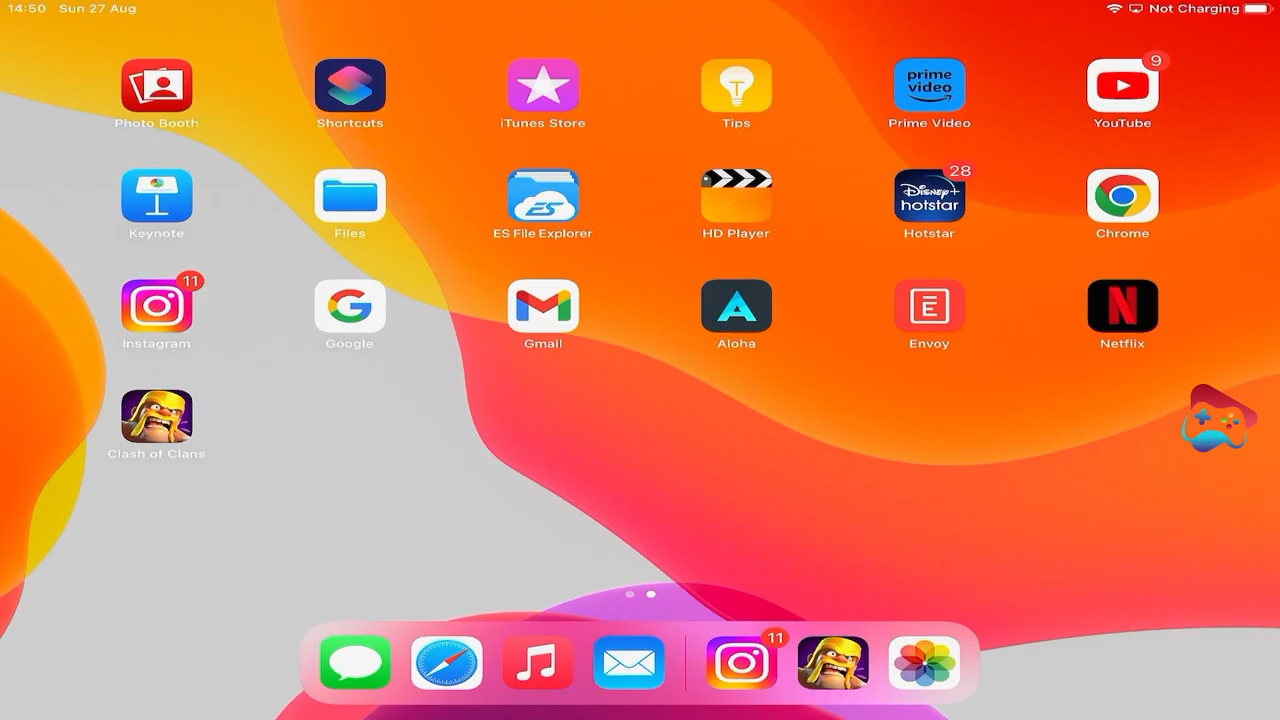 14:50 Sun 27 Aug
Not Charging
9
prime
video
T
Photo Booth
Shortcuts
iTunes Store
Tips
Prime Video
YouTube
28
Disney+
hotstar
ES
Keynote
Files
ES File Explorer
HD Player
Hotstar
Chrome
11
G
M
A
E
N
Instagram
Google
Gmail
Aloha
Envoy
Netflix
Clash of Clans
11